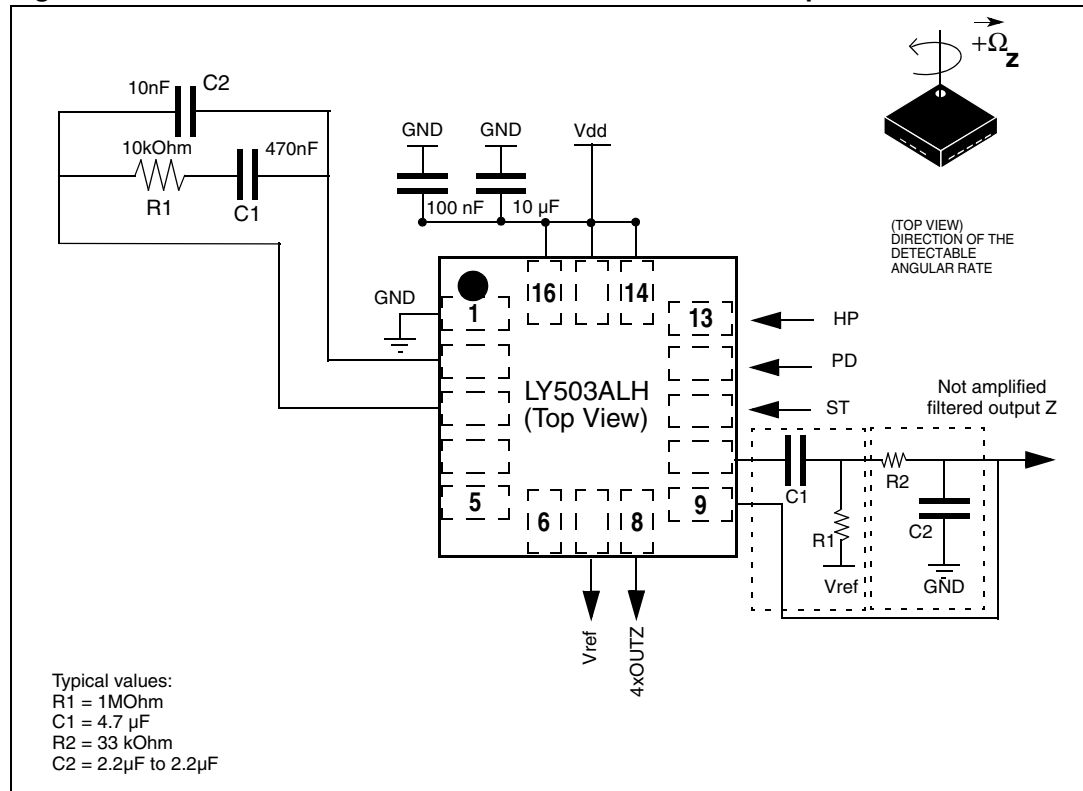 10nF
C2
10kOhm
470nF
R1
C1
GND
GND
Vdd
100 nF
10 µF
+Ω
Z
(TOP VIEW)
DIRECTION OF THE
DETECTABLE
ANGULAR RATE
GND
1
16
14
13
HP
PD
ST
LY503ALH
(Top View)
Not amplified
filtered output Z
5
6
8
9
C1
R2
R1
C2
Vref
GND
Vref
4xOUTZ
Typical values:
R1 = 1MOhm
C1 = 4.7 µF
R2 = 33 kOhm
C2 = 2.2µF to 2.2µF